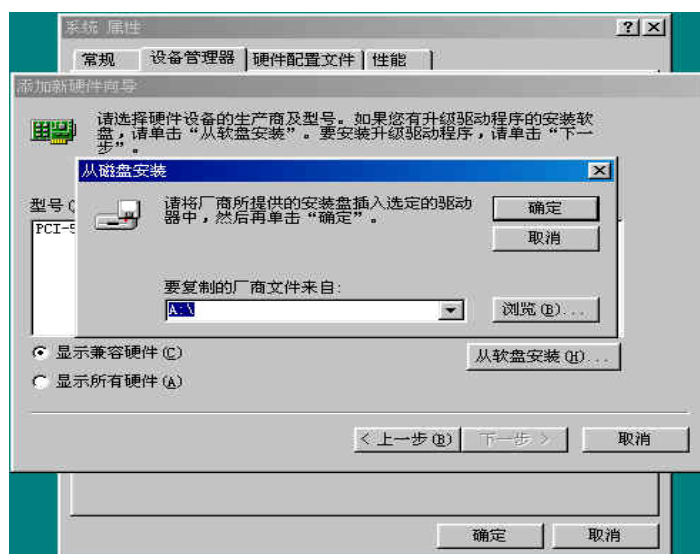 系统 属性
常规
设备管理器
硬件配置文件
性能
添加新硬件向导
请选择硬件设备的生产商及型号。如果您有升级驱动程序的安装软
盘，请单击“从软盘安装”。要安装升级驱动程序，请单击“下一
步”。
从磁盘安装
请将厂商所提供的安装盘插入选定的驱动
器中，然后再单击“确定”。
确定
取消
型号(
PCI-5
要复制的厂商文件来自:
A:\
浏览(B)...
显示兼容硬件(C)
从软盘安装(H)...
显示所有硬件(A)
< 上一步(B)
下一步 >
取消
确定
取消